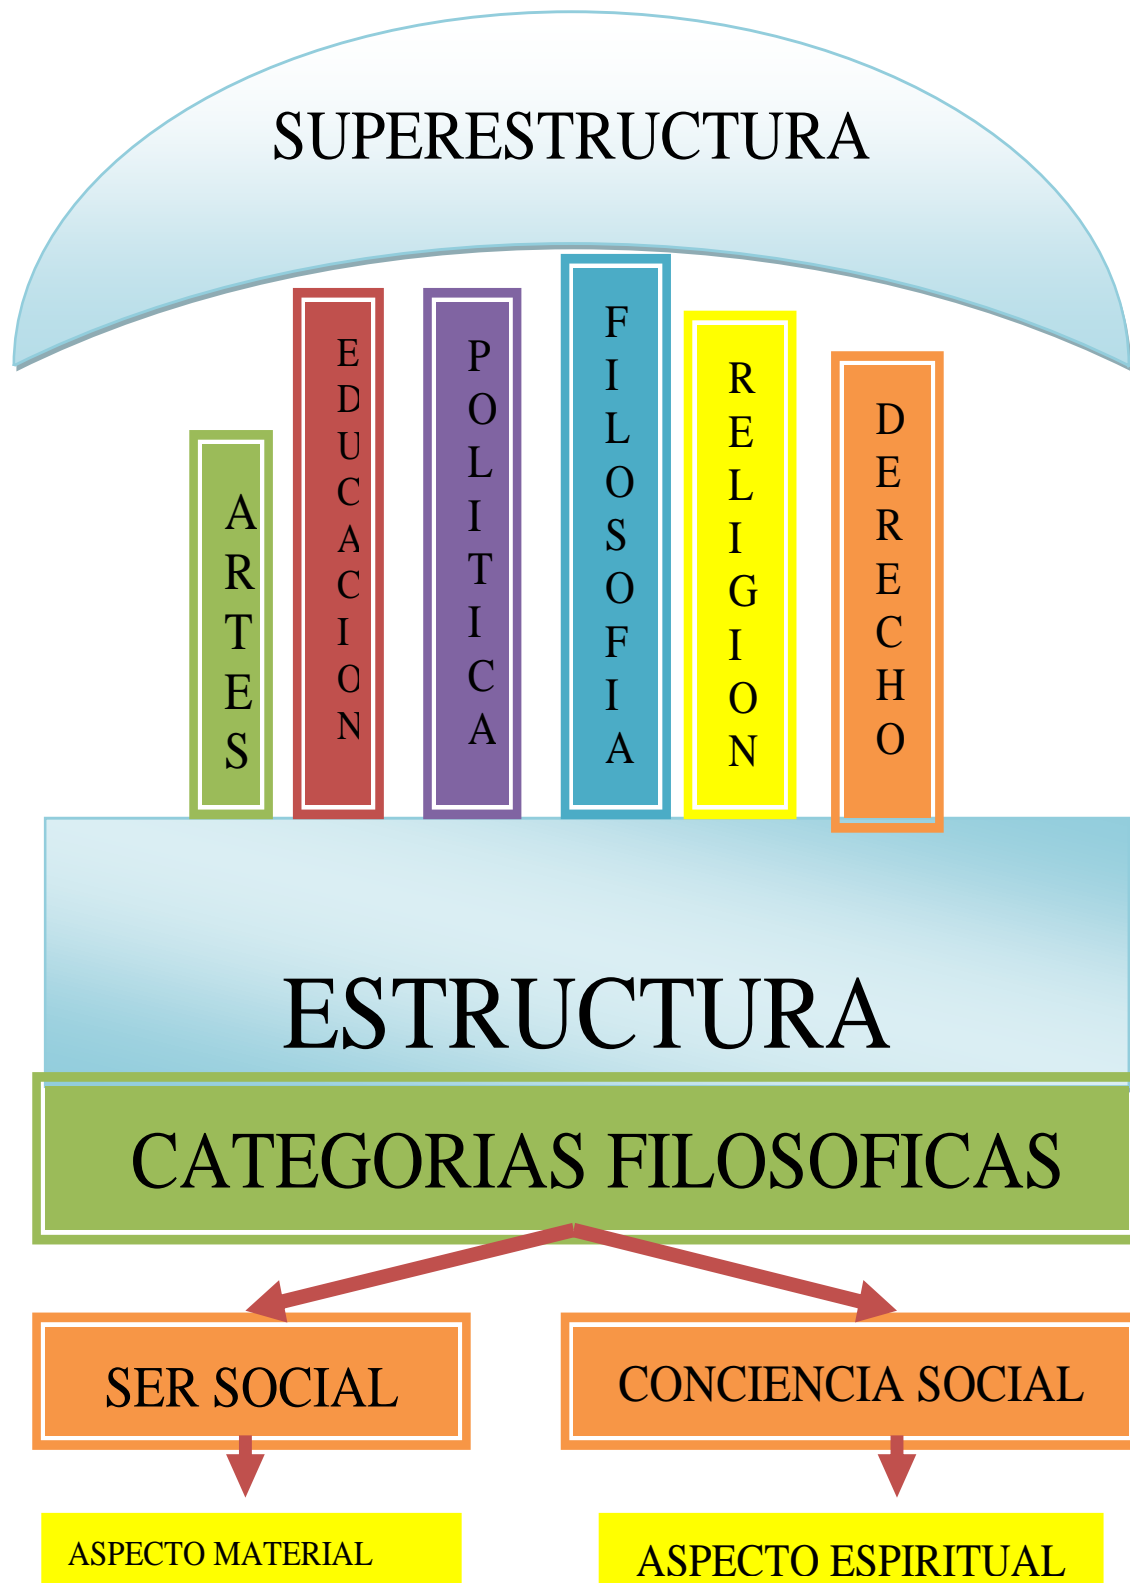 SUPERESTRUCTURA
ARTES
EDUCACION
POLITICA
FILOSOFIA
RELIGION
DERECHO
ESTRUCTURA
CATEGORIAS FILOSOFICAS
SER SOCIAL
CONCIENCIA SOCIAL
ASPECTO MATERIAL
ASPECTO ESPIRITUAL